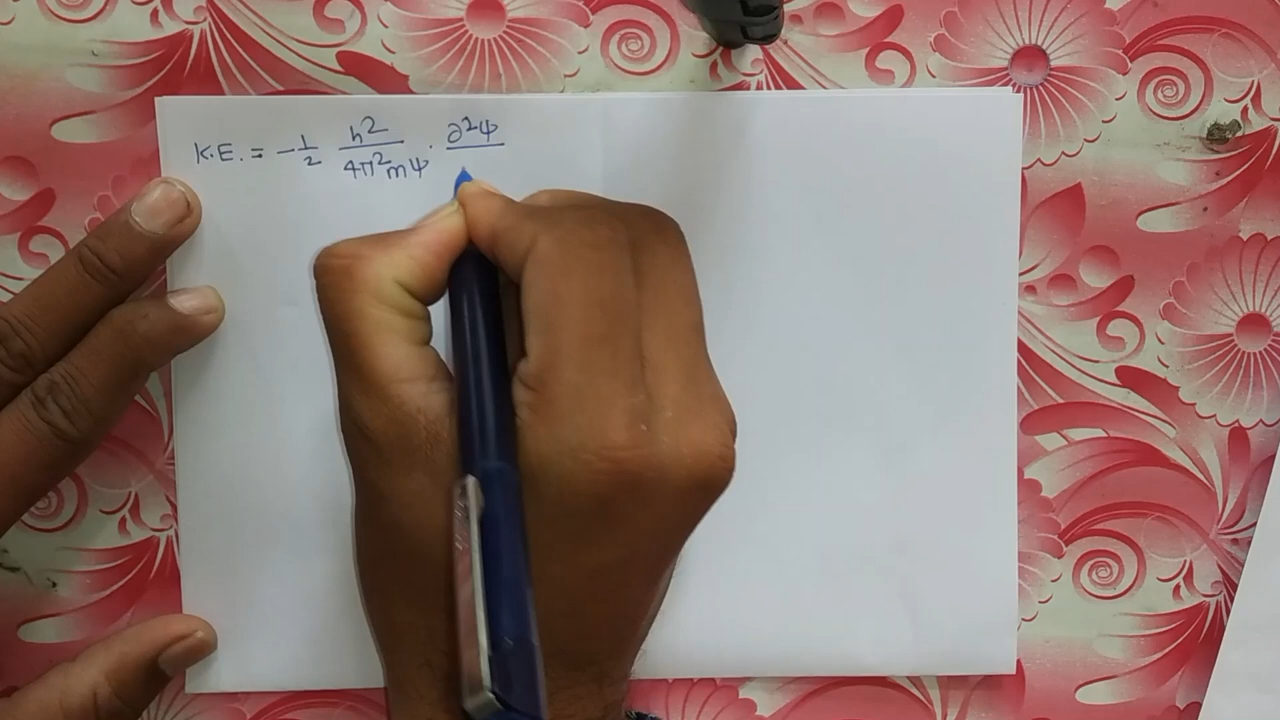 K.E. = -1/2 h²/4π²mψ · ∂²ψ/